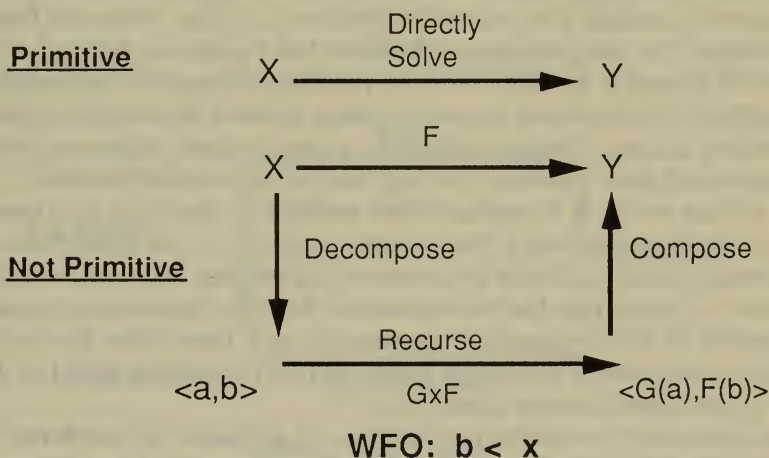 Primitive
Directly
Solve
X
Y
F
X
Y
Decompose
Compose
Not Primitive
Recurse
GxF
<a,b>
<G(a),F(b)>
WFO: b < x